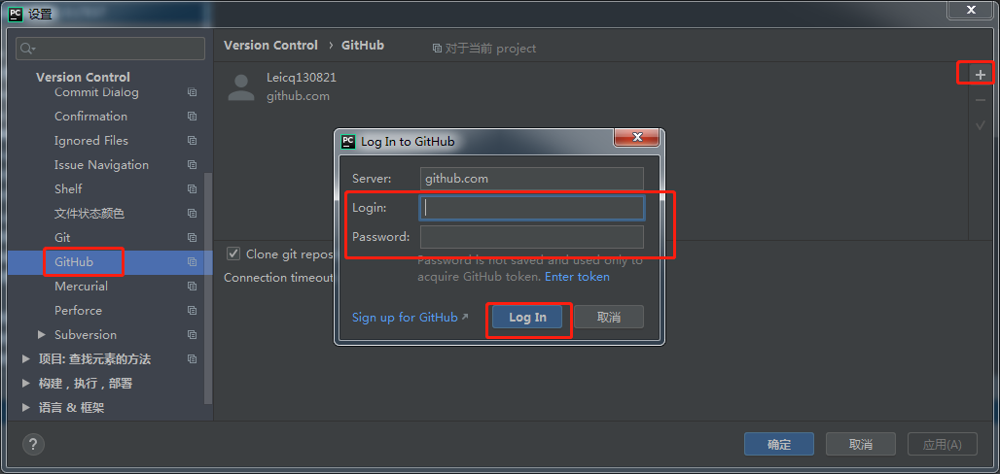 PC 设置
Version Control
Commit Dialog
Confirmation
Ignored Files
Issue Navigation
Shelf
文件状态颜色
Git
GitHub
Mercurial
Perforce
Subversion
项目: 查找元素的方法
构建，执行，部署
语言 & 框架
?
Version Control › GitHub 对于当前 project
Leicq130821
github.com
Clone git repos
Connection timeout
PC Log In to GitHub
Server: github.com
Login:
Password:
Password is not saved and used only to
acquire GitHub token. Enter token
Sign up for GitHub Log In 取消
确定 取消 应用(A)